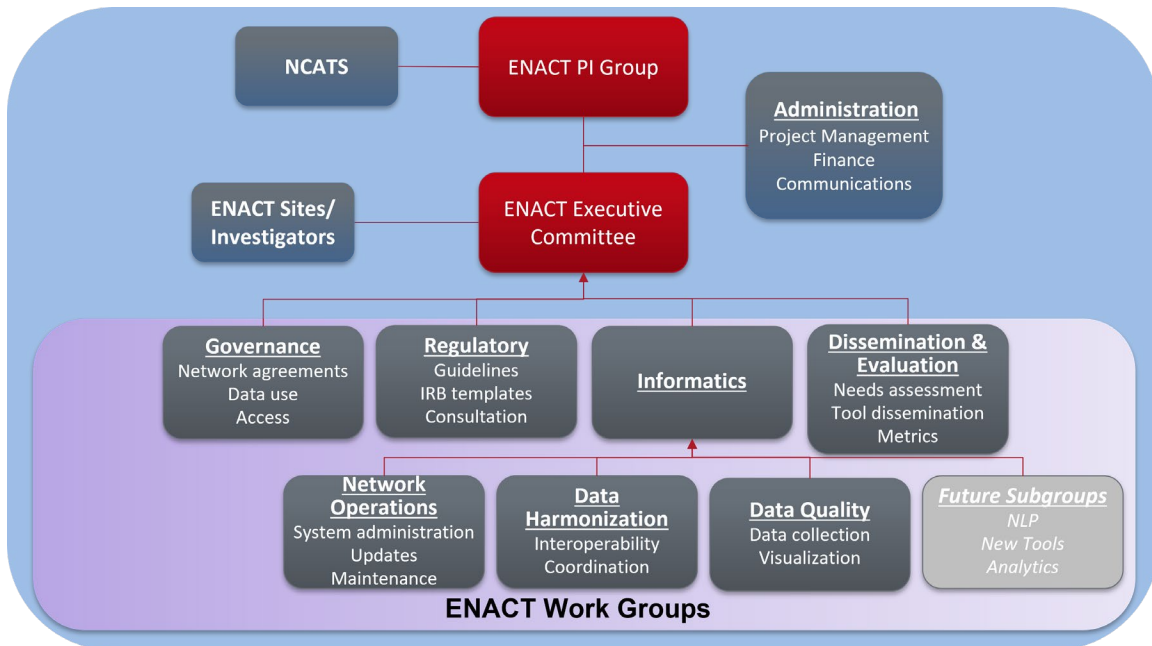 NCATS
ENACT PI Group
Administration
Project Management
Finance
Communications
ENACT Sites/
Investigators
ENACT Executive
Committee
Governance
Network agreements
Data use
Access
Regulatory
Guidelines
IRB templates
Consultation
Informatics
Dissemination &
Evaluation
Needs assessment
Tool dissemination
Metrics
Network
Operations
System administration
Updates
Maintenance
Data
Harmonization
Interoperability
Coordination
Data Quality
Data collection
Visualization
Future Subgroups
NLP
New Tools
Analytics
ENACT Work Groups